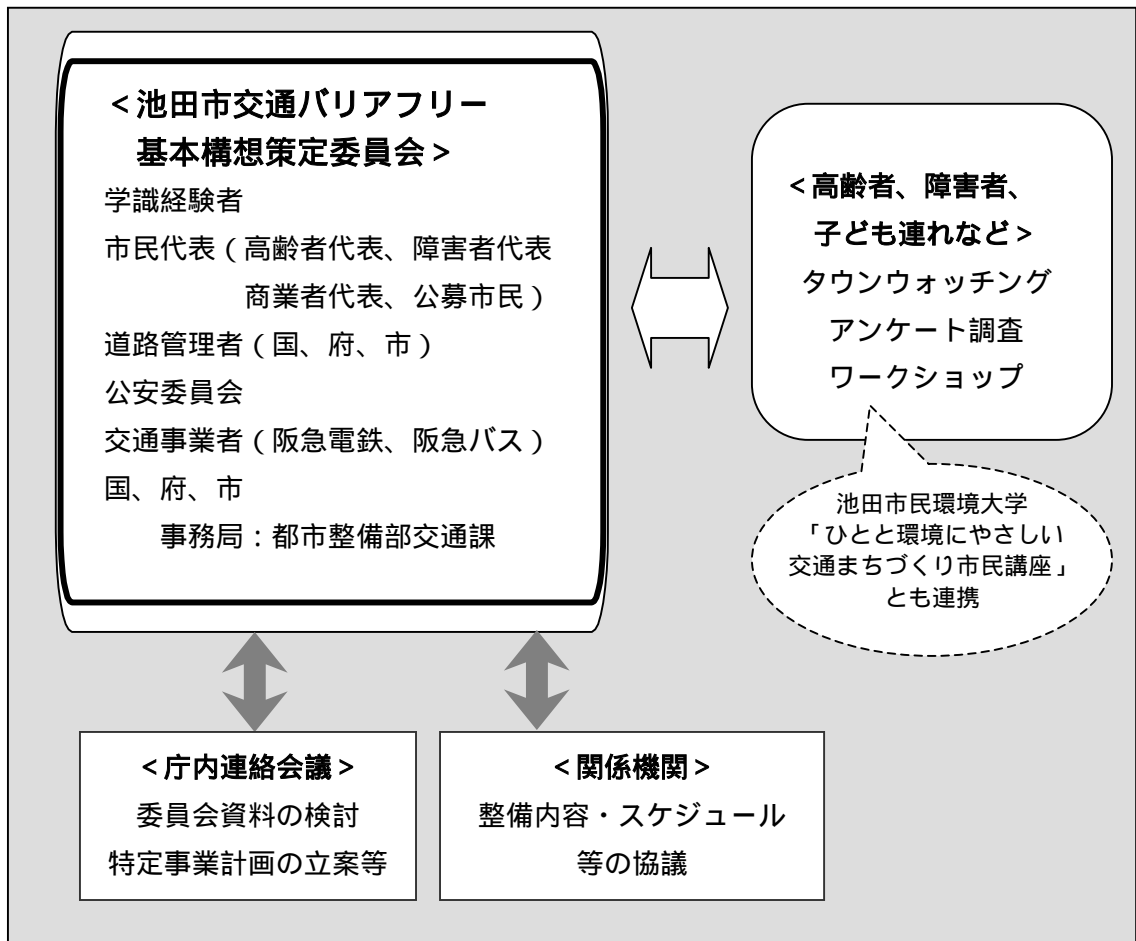 ＜池田市交通バリアフリー
基本構想策定委員会＞
学識経験者
市民代表（高齢者代表、障害者代表
商業者代表、公募市民）
道路管理者（国、府、市）
公安委員会
交通事業者（阪急電鉄、阪急バス）
国、府、市
事務局：都市整備部交通課
＜高齢者、障害者、
子ども連れなど＞
タウンウォッチング
アンケート調査
ワークショップ
池田市民環境大学
「ひとと環境にやさしい
交通まちづくり市民講座」
とも連携
＜庁内連絡会議＞
委員会資料の検討
特定事業計画の立案等
＜関係機関＞
整備内容・スケジュール
等の協議